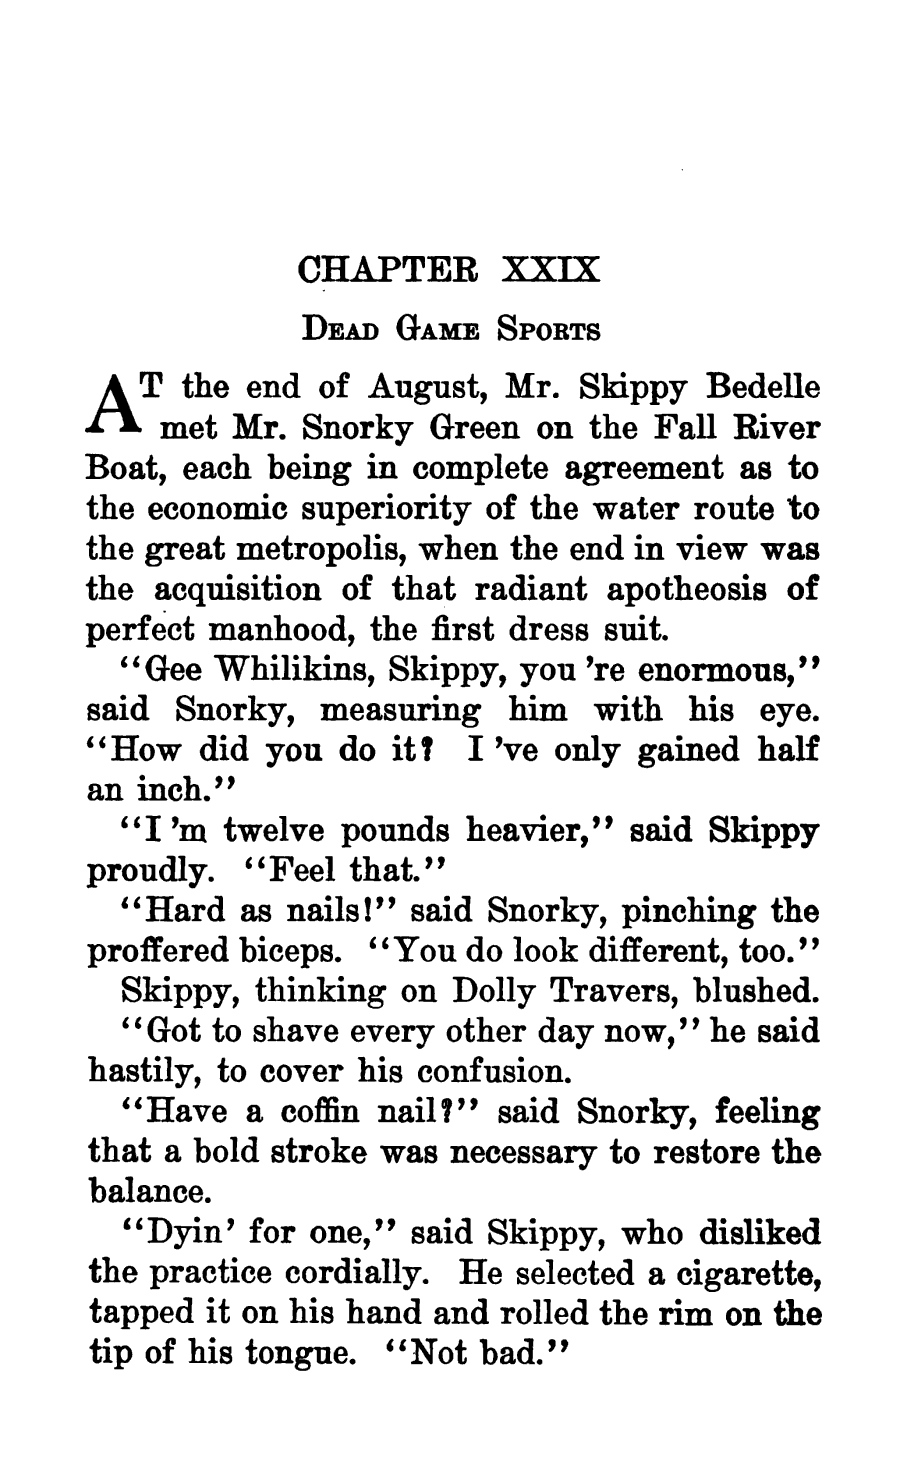 CHAPTER XXIX
DEAD GAME SPORTS
AT the end of August, Mr. Skippy Bedelle
met Mr. Snorky Green on the Fall River
Boat, each being in complete agreement as to
the economic superiority of the water route to
the great metropolis, when the end in view was
the acquisition of that radiant apotheosis of
perfect manhood, the first dress suit.
“Gee Whilikins, Skippy, you ’re enormous,”
said Snorky, measuring him with his eye.
“How did you do it? I ’ve only gained half
an inch.”
“I ’m twelve pounds heavier,” said Skippy
proudly. “Feel that.”
“Hard as nails!” said Snorky, pinching the
proffered biceps. “You do look different, too.”
Skippy, thinking on Dolly Travers, blushed.
“Got to shave every other day now,” he said
hastily, to cover his confusion.
“Have a coffin nail?” said Snorky, feeling
that a bold stroke was necessary to restore the
balance.
“Dyin’ for one,” said Skippy, who disliked
the practice cordially. He selected a cigarette,
tapped it on his hand and rolled the rim on the
tip of his tongue. “Not bad.”